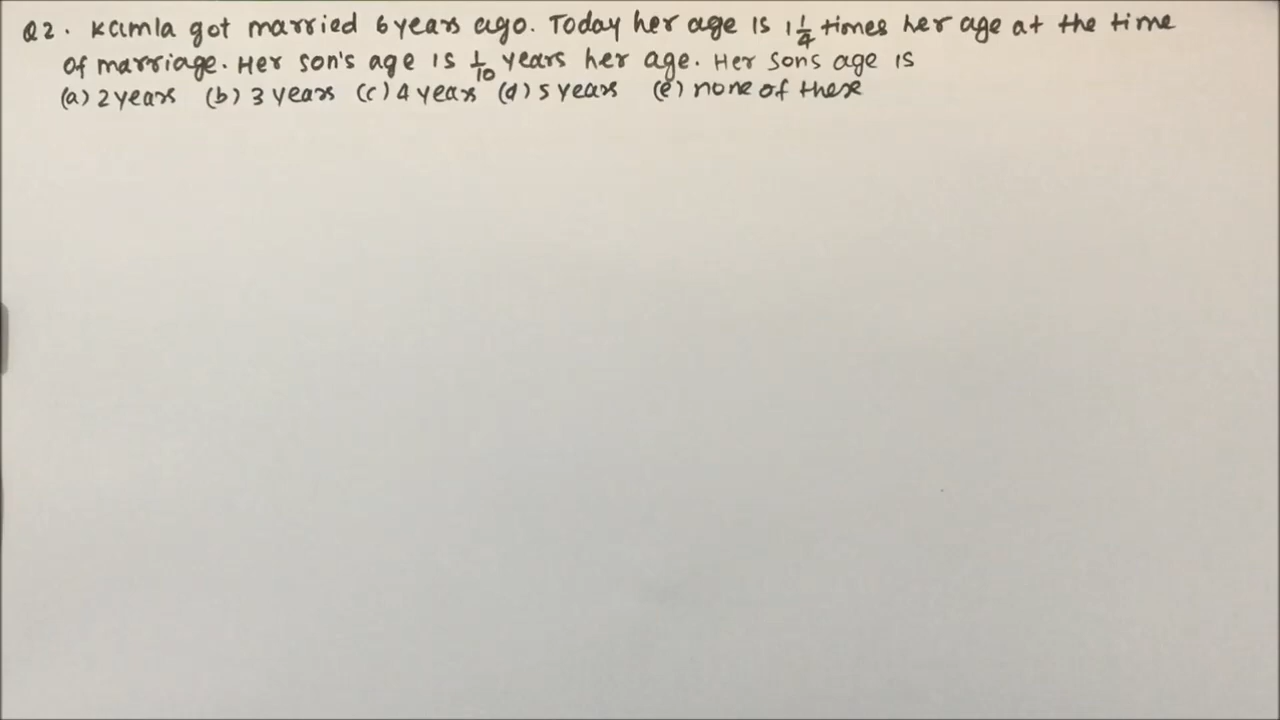 Q2. Kamla got married 6 years ago. Today her age is 1 1/4 times her age at the time
of marriage. Her son's age is 1/10 years her age. Her sons age is
(a) 2 years (b) 3 years (c) 4 years (d) 5 years (e) none of these